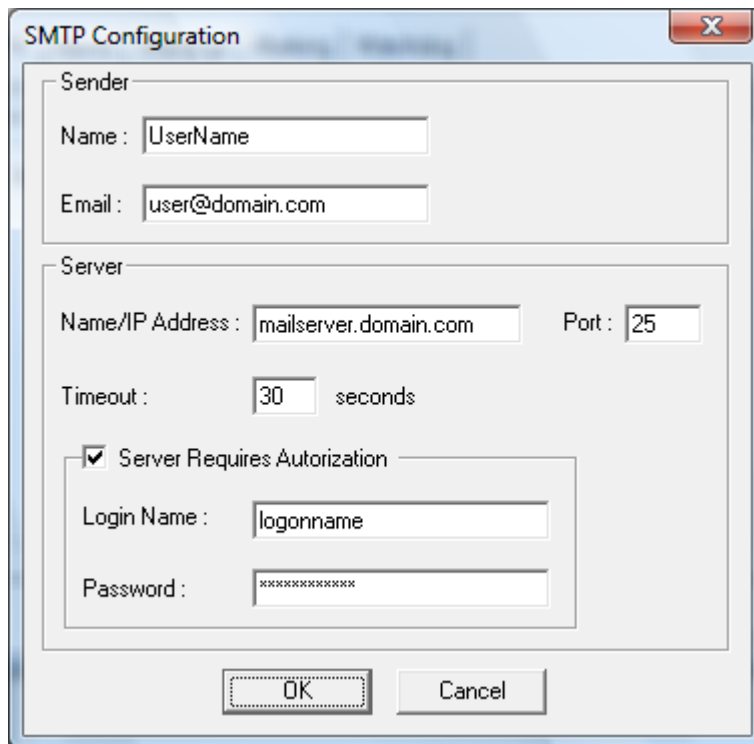 SMTP Configuration
Sender
Name : UserName
Email : user@domain.com
Server
Name/IP Address : mailserver.domain.com Port : 25
Timeout : 30 seconds
Server Requires Autorization
Login Name : logonname
Password : ************
OK Cancel